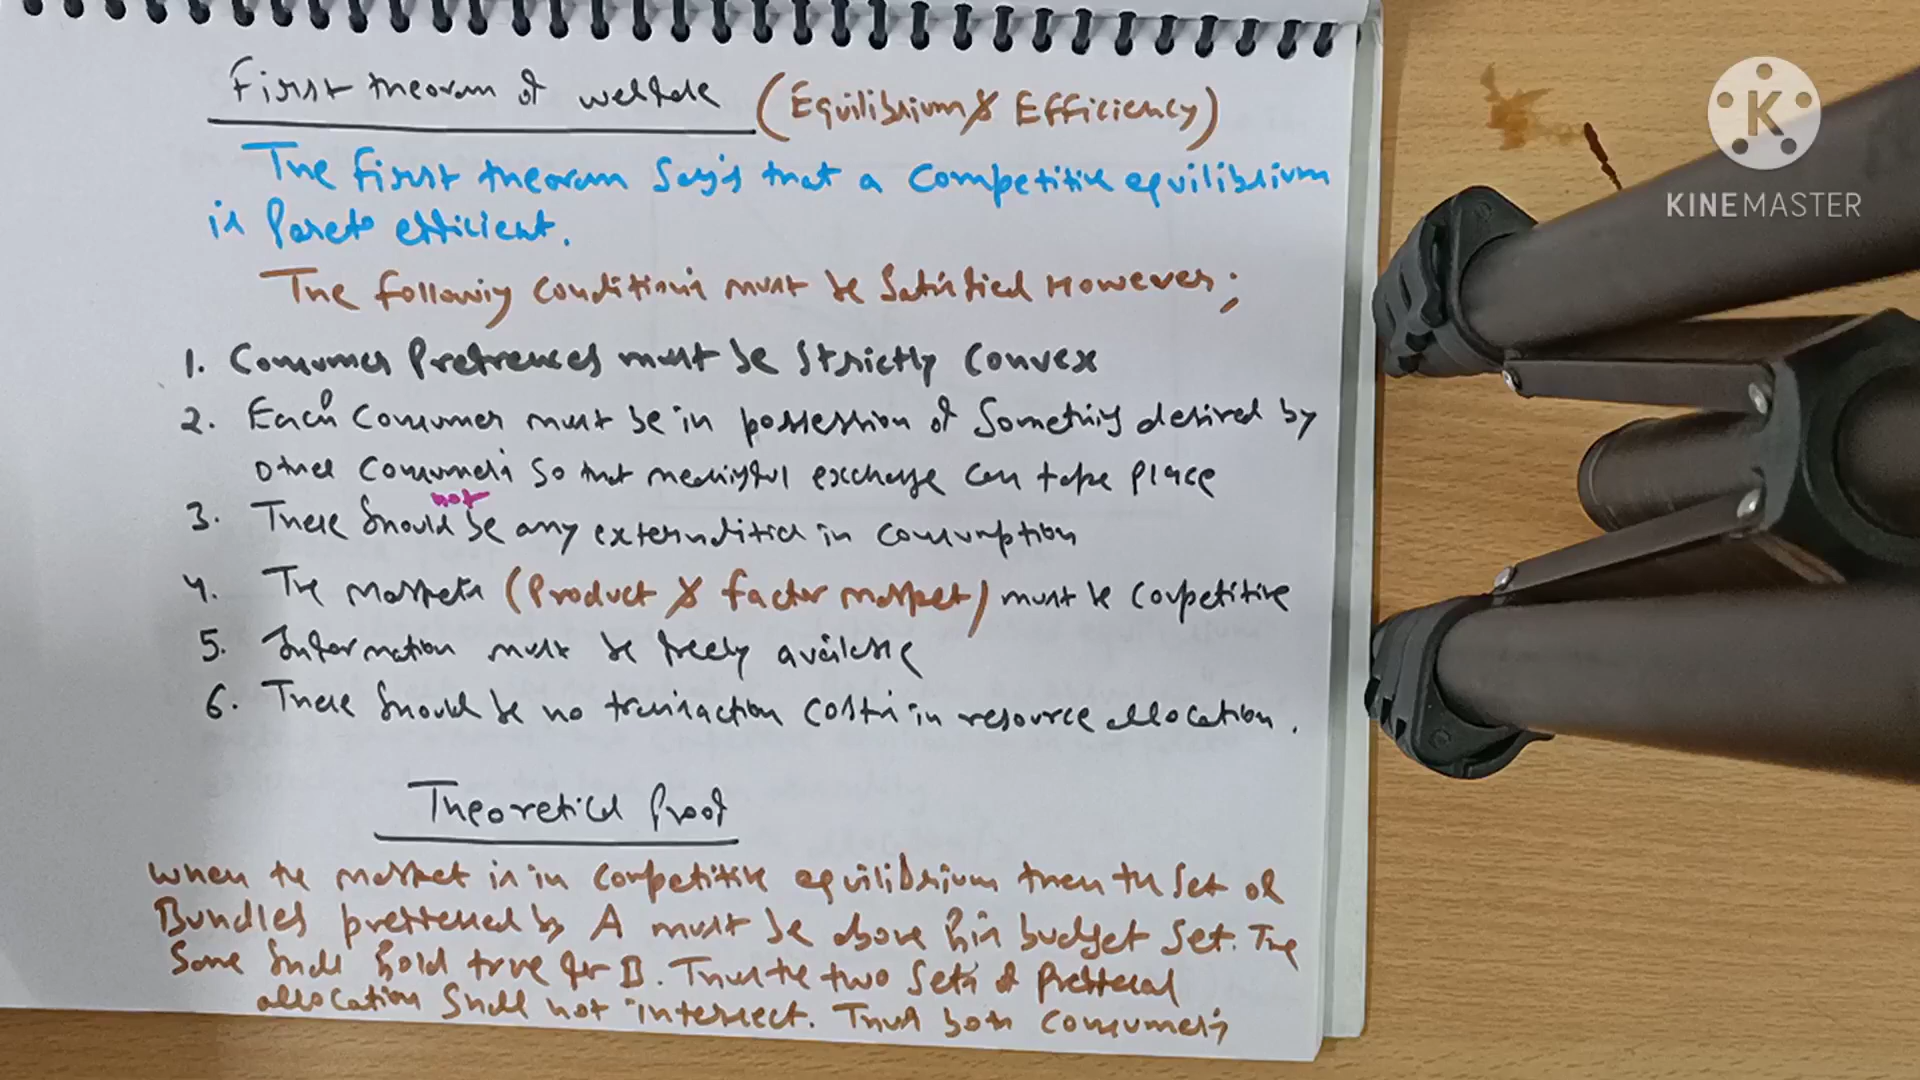 First theorem of welfare (Equilibrium & Efficiency)
The first theorem says that a competitive equilibrium
is Pareto efficient.
The following conditions must be satisfied However;
1. Consumer Prefrences must be strictly convex
2. Each consumer must be in possession of something desired by
other consumers so that meaningful exchange can take place
3. There should not be any externalities in consumption
4. The markets (Product & factor market) must be competitive
5. Information must be freely available
6. There should be no transaction costs in resource allocation.
Theoretical Proof
When the market is in competitive equilibrium then the set of
Bundles preffered by A must be above his budget set. The
same shall hold true for B. Thus the two sets of preffered
allocation shall not intersect. Thus both consumers
K
KINEMASTER